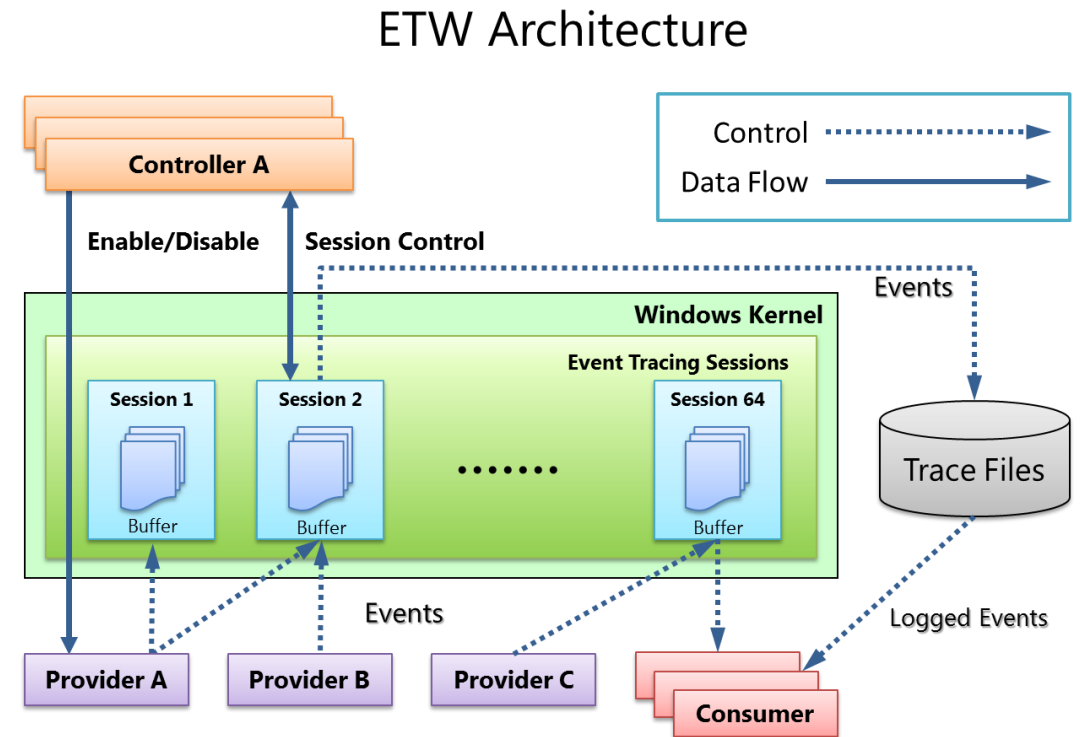 ETW Architecture
Control
Data Flow
Controller A
Enable/Disable
Session Control
Events
Windows Kernel
Event Tracing Sessions
Session 1
Session 2
Session 64
.......
Buffer
Buffer
Buffer
Trace Files
Events
Logged Events
Provider A
Provider B
Provider C
Consumer